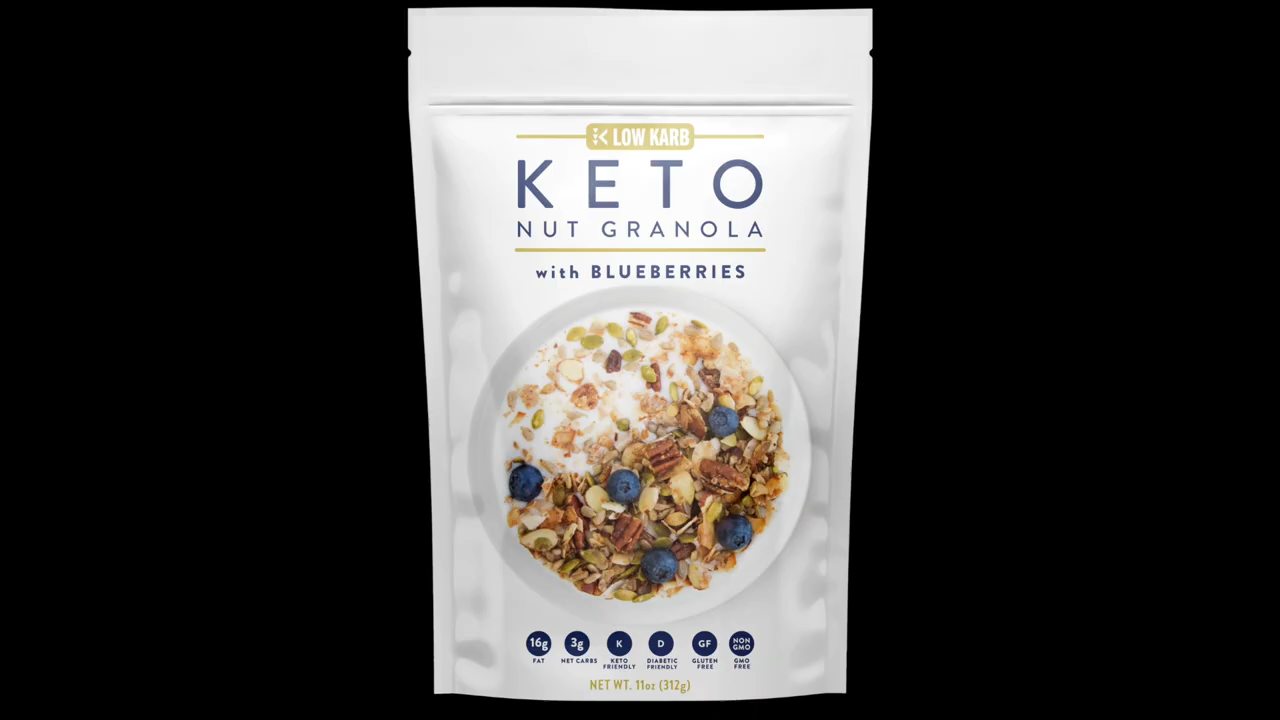 LOW KARB
KETO
NUT GRANOLA
with BLUEBERRIES
16g 3g K D GF NON GMO
FAT NET CARBS KETO FRIENDLY DIABETIC FRIENDLY GLUTEN FREE GMO FREE
NET WT. 11oz (312g)